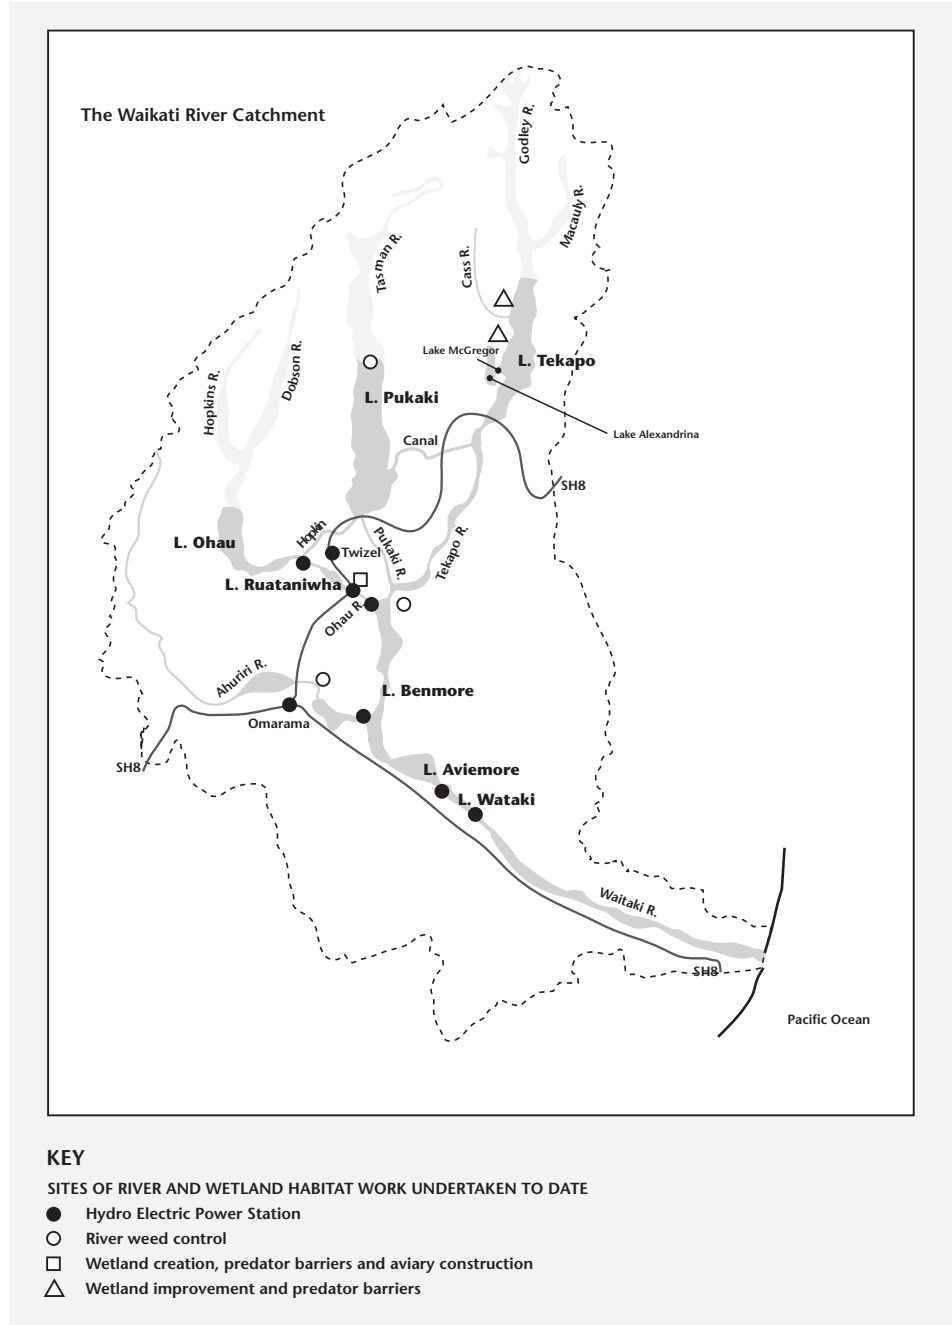 The Waikati River Catchment
Godley R.
Macauly R.
Tasman R.
Cass R.
Lake McGregor
L. Tekapo
Dobson R.
Hopkins R.
L. Pukaki
Lake Alexandrina
Canal
SH8
Hopkin
L. Ohau
Twizel
Pukaki R.
Tekapo R.
L. Ruataniwha
Ohau R.
Ahuriri R.
L. Benmore
Omarama
SH8
L. Aviemore
L. Wataki
Waitaki R.
SH8
Pacific Ocean
KEY
SITES OF RIVER AND WETLAND HABITAT WORK UNDERTAKEN TO DATE
Hydro Electric Power Station
River weed control
Wetland creation, predator barriers and aviary construction
Wetland improvement and predator barriers